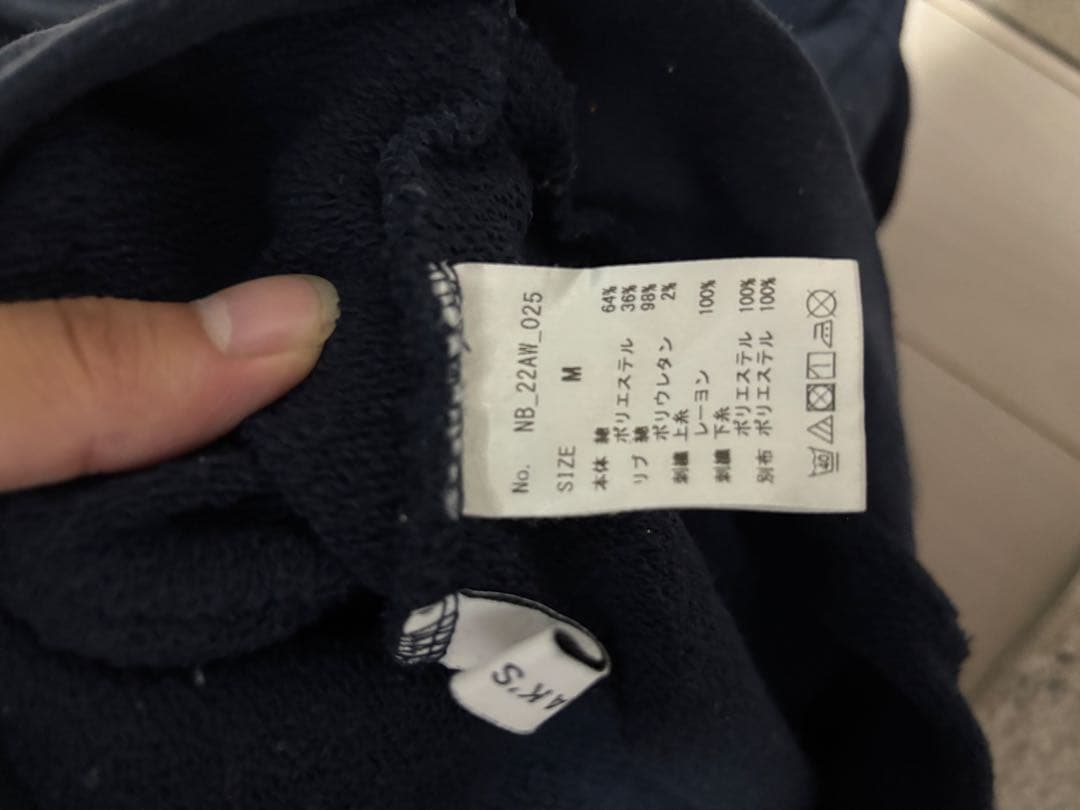 No. NB_22AW_025
SIZE M
本体 綿 64%
ポリエステル 36%
リブ 綿 98%
ポリウレタン 2%
刺繍 上糸
レーヨン 100%
刺繍 下糸
ポリエステル 100%
別布 ポリエステル 100%
40
AK'S